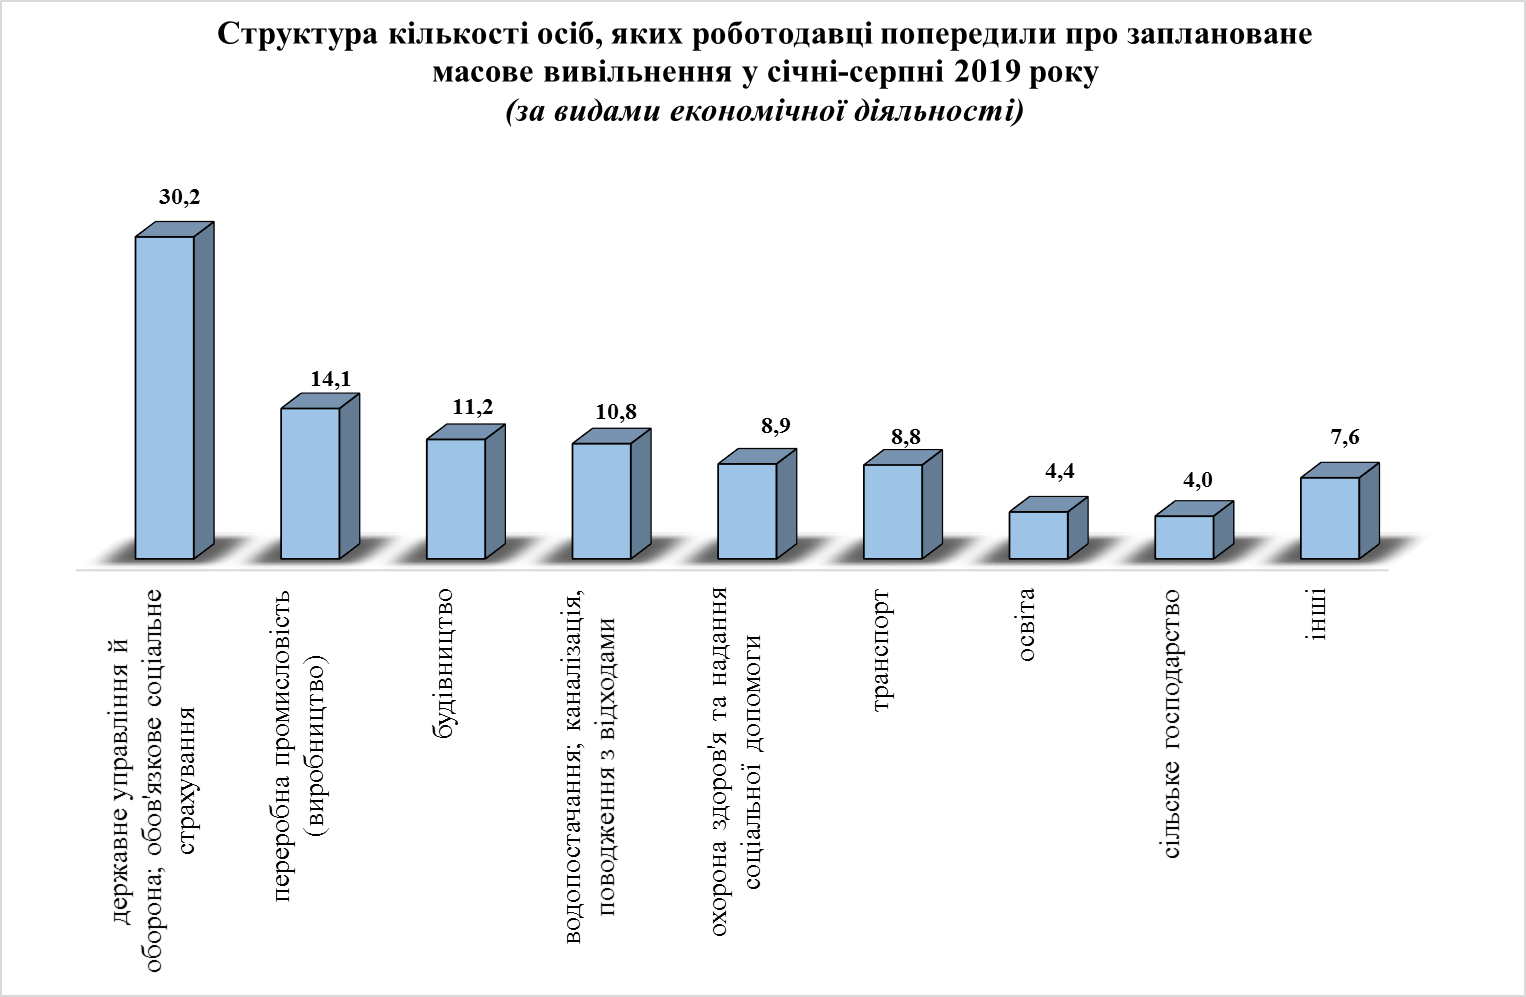 Структура кількості осіб, яких роботодавці попередили про заплановане
масове вивільнення у січні-серпні 2019 року
(за видами економічної діяльності)
30,2
14,1
11,2
10,8
8,9
8,8
4,4
4,0
7,6
державне управління й
оборона; обов'язкове соціальне
страхування
переробна промисловість
(виробництво)
будівництво
водопостачання; каналізація,
поводження з відходами
охорона здоров'я та надання
соціальної допомоги
транспорт
освіта
сільське господарство
інші